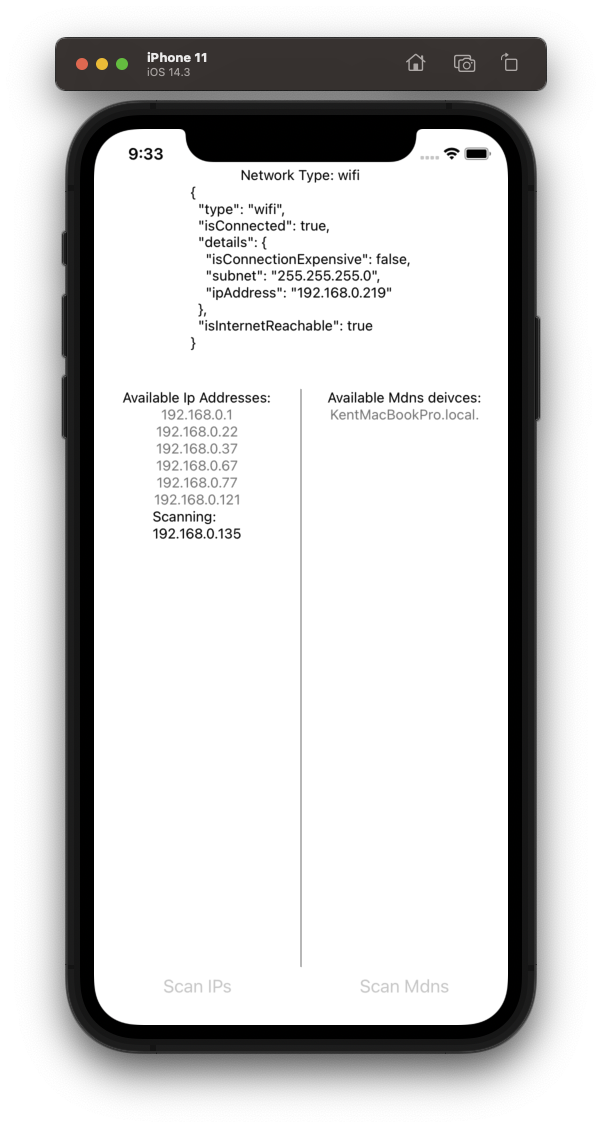 iPhone 11
iOS 14.3
9:33
Network Type: wifi
{
"type": "wifi",
"isConnected": true,
"details": {
"isConnectionExpensive": false,
"subnet": "255.255.255.0",
"ipAddress": "192.168.0.219"
},
"isInternetReachable": true
}
Available Ip Addresses:
192.168.0.1
192.168.0.22
192.168.0.37
192.168.0.67
192.168.0.77
192.168.0.121
Scanning:
192.168.0.135
Available Mdns deivces:
KentMacBookPro.local.
Scan IPs
Scan Mdns